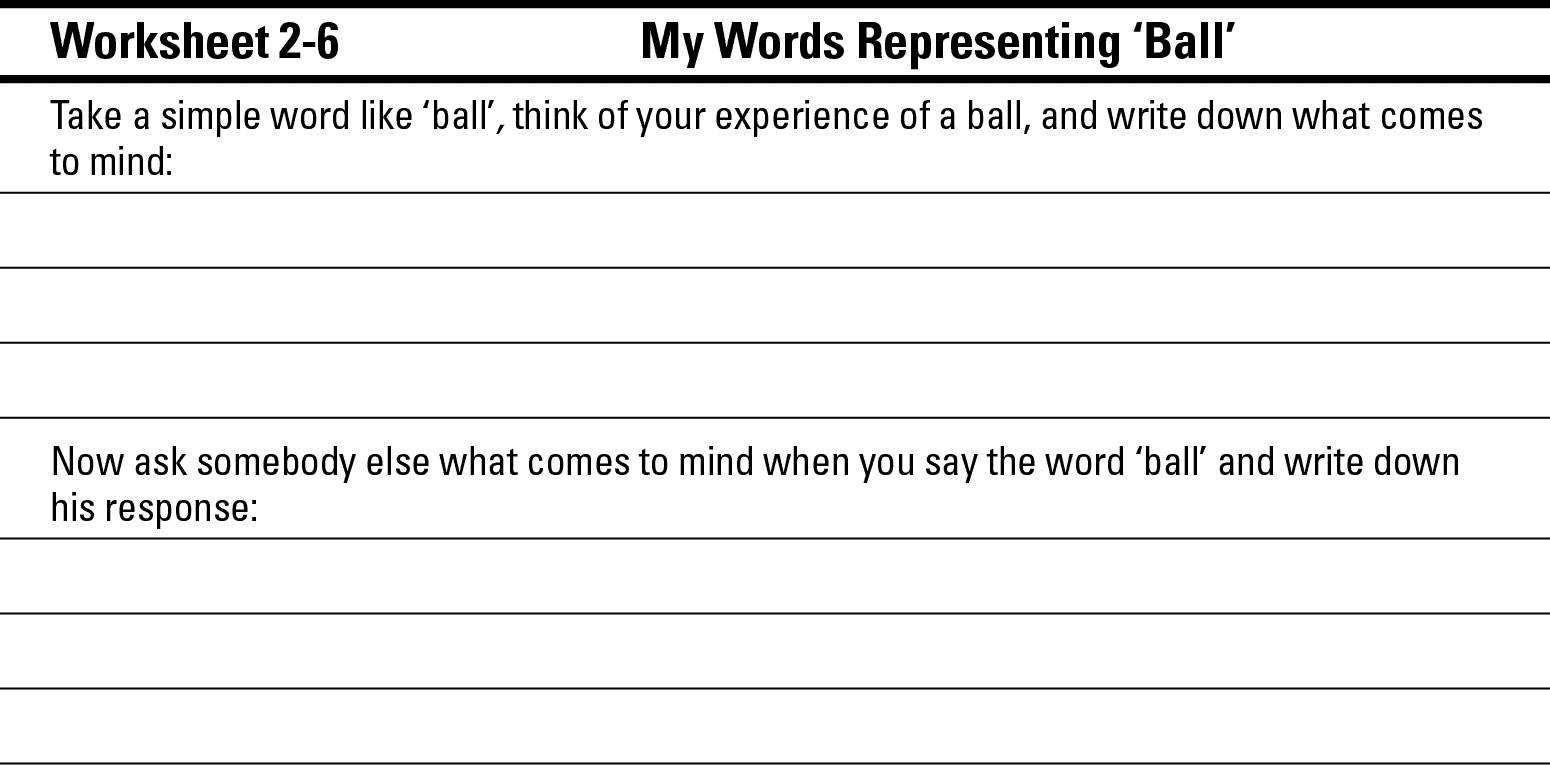 Worksheet 2-6 My Words Representing ‘Ball’
Take a simple word like ‘ball’, think of your experience of a ball, and write down what comes
to mind:
Now ask somebody else what comes to mind when you say the word ‘ball’ and write down
his response: